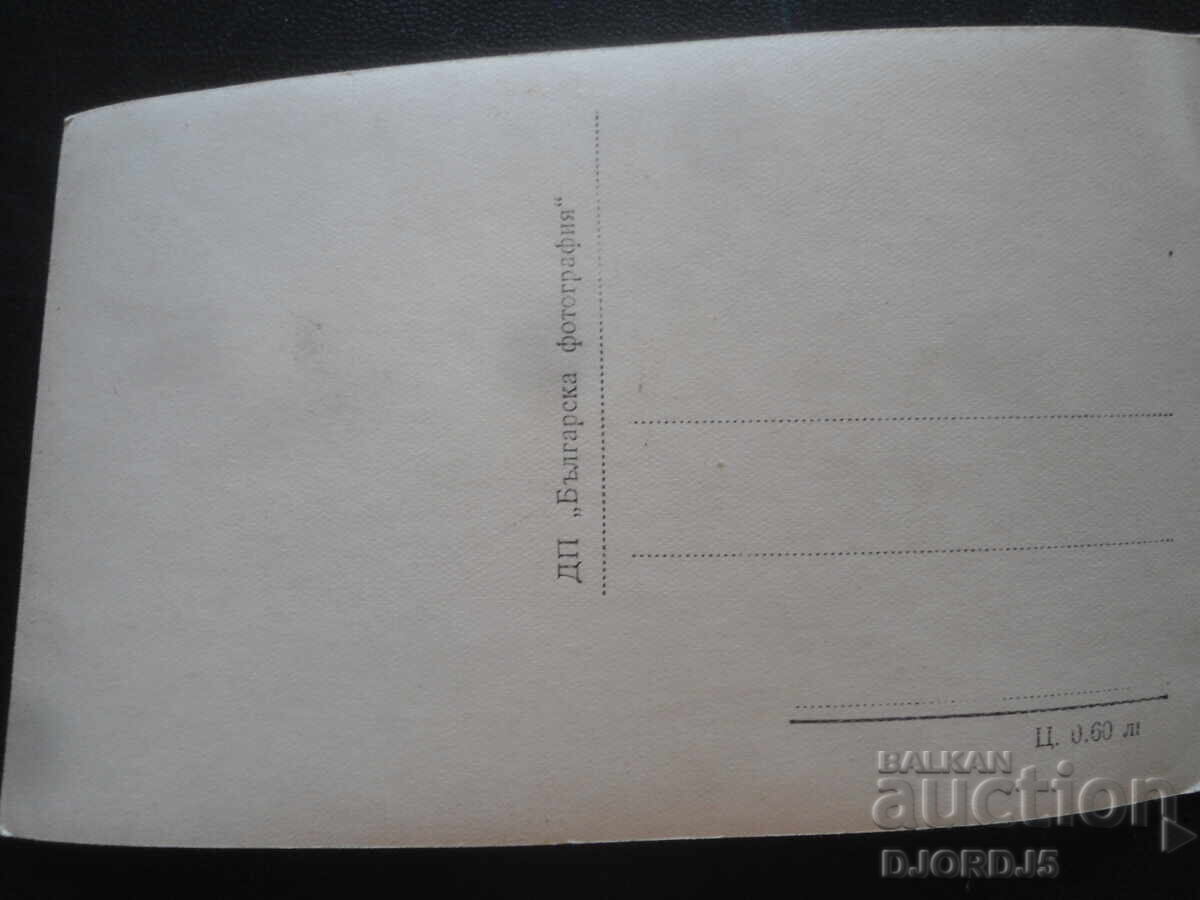 ДП „Българска фотография“
Ц. 0.60 лв
BALKAN
auction
DJORDJ5